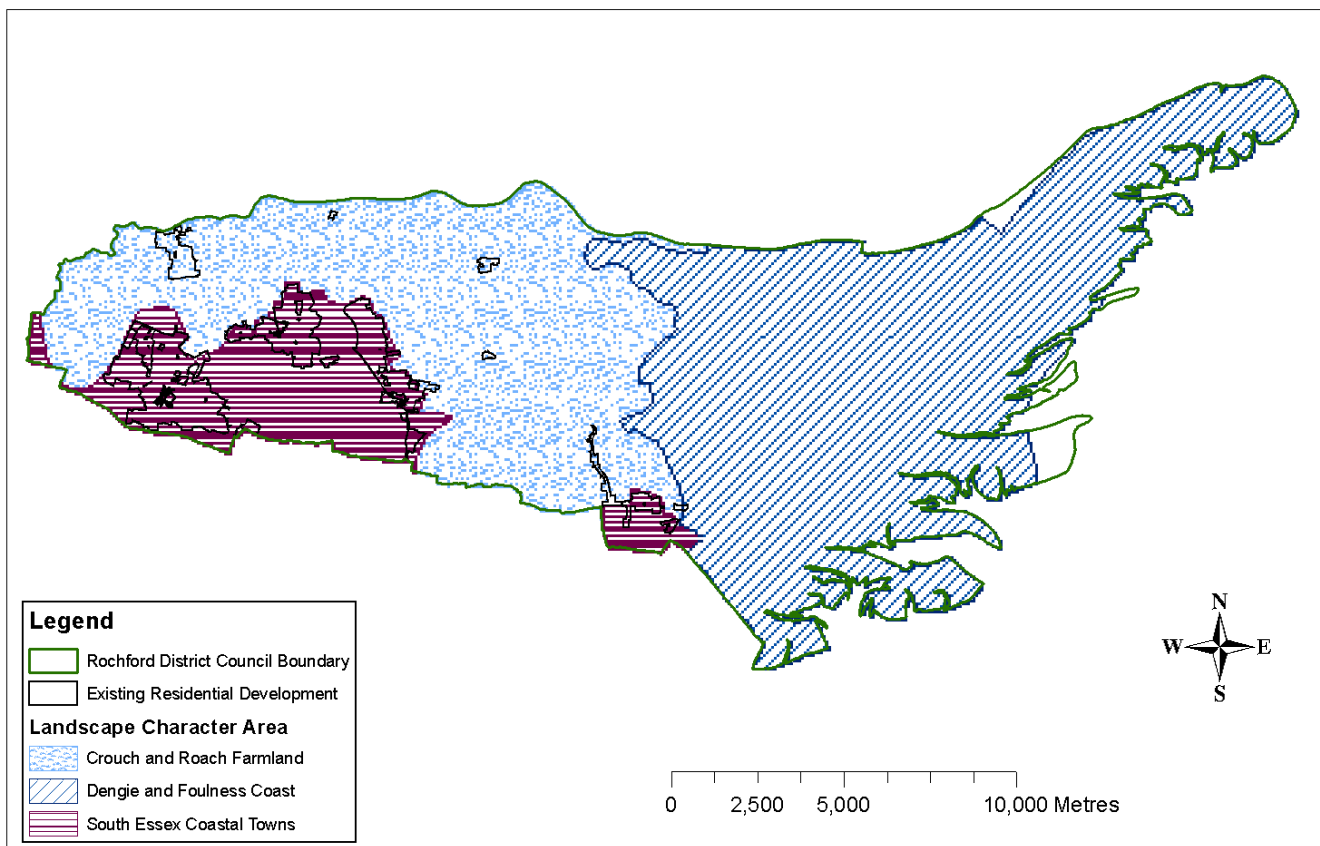 Legend
Rochford District Council Boundary
Existing Residential Development
Landscape Character Area
Crouch and Roach Farmland
Dengie and Foulness Coast
South Essex Coastal Towns
N
W E
S
0 2,500 5,000 10,000 Metres